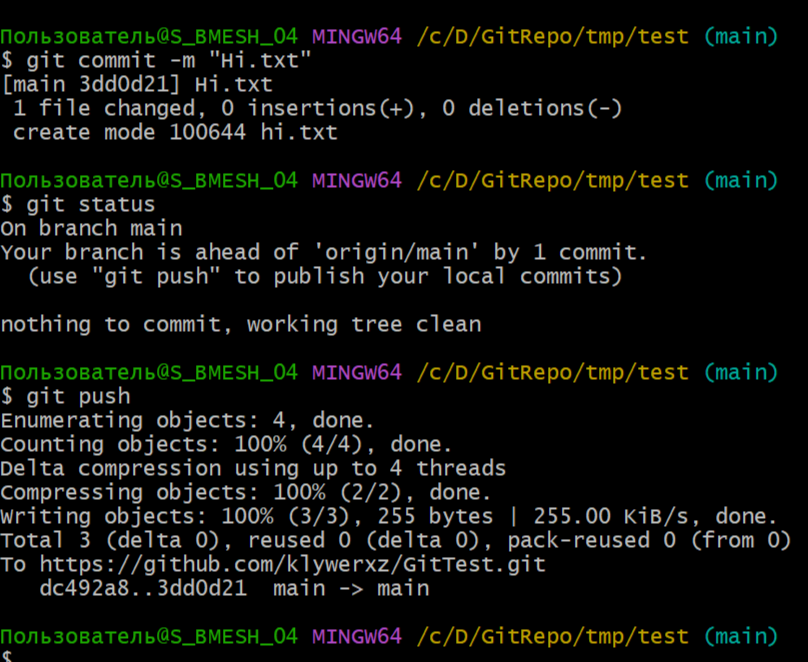 Пользователь@S_BMESH_04 MINGW64 /c/D/GitRepo/tmp/test (main)
$ git commit -m "Hi.txt"
[main 3dd0d21] Hi.txt
 1 file changed, 0 insertions(+), 0 deletions(-)
 create mode 100644 hi.txt

Пользователь@S_BMESH_04 MINGW64 /c/D/GitRepo/tmp/test (main)
$ git status
On branch main
Your branch is ahead of 'origin/main' by 1 commit.
  (use "git push" to publish your local commits)

nothing to commit, working tree clean

Пользователь@S_BMESH_04 MINGW64 /c/D/GitRepo/tmp/test (main)
$ git push
Enumerating objects: 4, done.
Counting objects: 100% (4/4), done.
Delta compression using up to 4 threads
Compressing objects: 100% (2/2), done.
Writing objects: 100% (3/3), 255 bytes | 255.00 KiB/s, done.
Total 3 (delta 0), reused 0 (delta 0), pack-reused 0 (from 0)
To https://github.com/klywerxz/GitTest.git
   dc492a8..3dd0d21  main -> main

Пользователь@S_BMESH_04 MINGW64 /c/D/GitRepo/tmp/test (main)
$